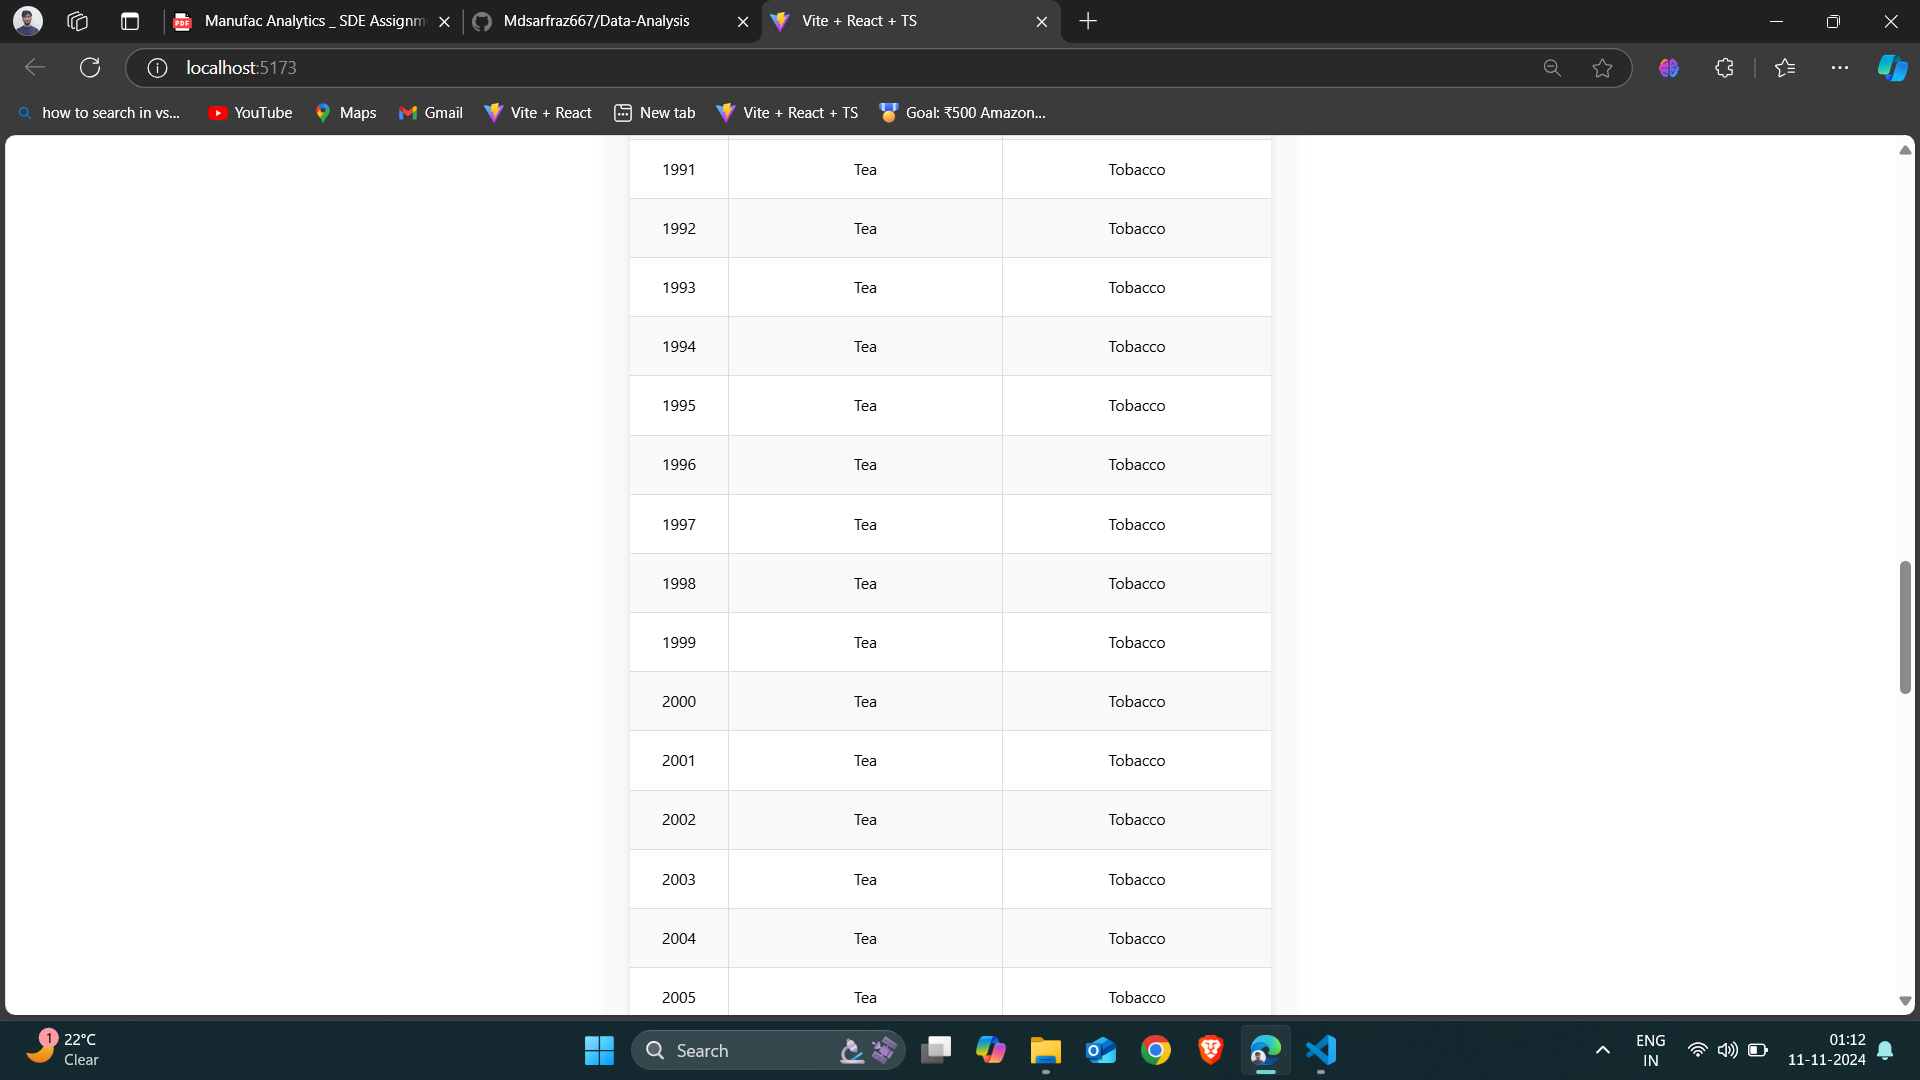 Manufac Analytics _ SDE Assignm
Mdsarfraz667/Data-Analysis
Vite + React + TS
localhost:5173
how to search in vs...
YouTube
Maps
Gmail
Vite + React
New tab
Vite + React + TS
Goal: ₹500 Amazon...
1991 Tea Tobacco
1992 Tea Tobacco
1993 Tea Tobacco
1994 Tea Tobacco
1995 Tea Tobacco
1996 Tea Tobacco
1997 Tea Tobacco
1998 Tea Tobacco
1999 Tea Tobacco
2000 Tea Tobacco
2001 Tea Tobacco
2002 Tea Tobacco
2003 Tea Tobacco
2004 Tea Tobacco
2005 Tea Tobacco
1
22°C
Clear
Search
ENG
IN
01:12
11-11-2024